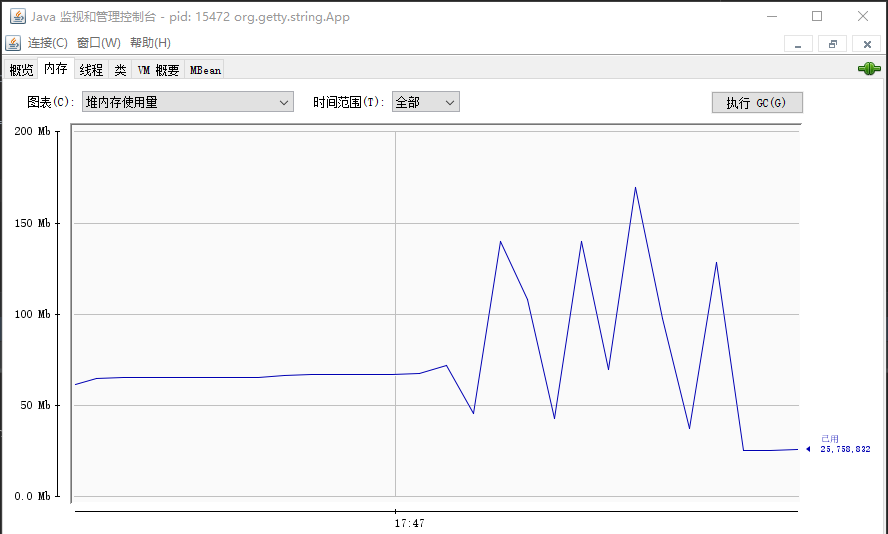 Java 监视和管理控制台 - pid: 15472 org.getty.string.App
连接(C) 窗口(W) 帮助(H)
概览 内存 线程 类 VM 概要 MBean
图表(C): 堆内存使用量 时间范围(T): 全部 执行 GC(G)
200 Mb
150 Mb
100 Mb
50 Mb
已用
25,758,832
0.0 Mb
17:47